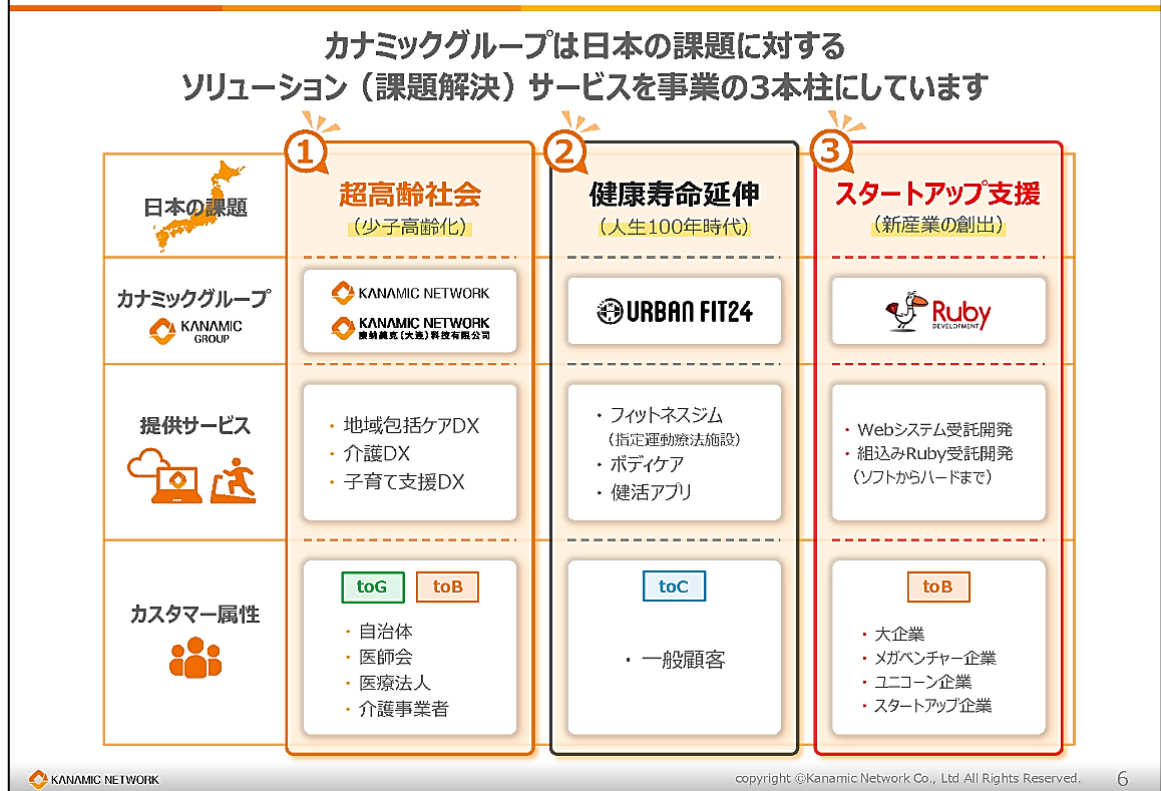 カナミックグループは日本の課題に対する
ソリューション（課題解決）サービスを事業の3本柱にしています
日本の課題
1
超高齢社会
（少子高齢化）
2
健康寿命延伸
（人生100年時代）
3
スタートアップ支援
（新産業の創出）
カナミックグループ
KANAMIC
GROUP
KANAMIC NETWORK
KANAMIC NETWORK
康納美克（大连）科技有限公司
URBAN FIT24
Ruby
DEVELOPMENT
提供サービス
・地域包括ケアDX
・介護DX
・子育て支援DX
・フィットネスジム
（指定運動療法施設）
・ボディケア
・健活アプリ
・Webシステム受託開発
・組込みRuby受託開発
（ソフトからハードまで）
カスタマー属性
toG toB
・自治体
・医師会
・医療法人
・介護事業者
toC
・一般顧客
toB
・大企業
・メガベンチャー企業
・ユニコーン企業
・スタートアップ企業
KANAMIC NETWORK
copyright ©Kanamic Network Co., Ltd All Rights Reserved.
6